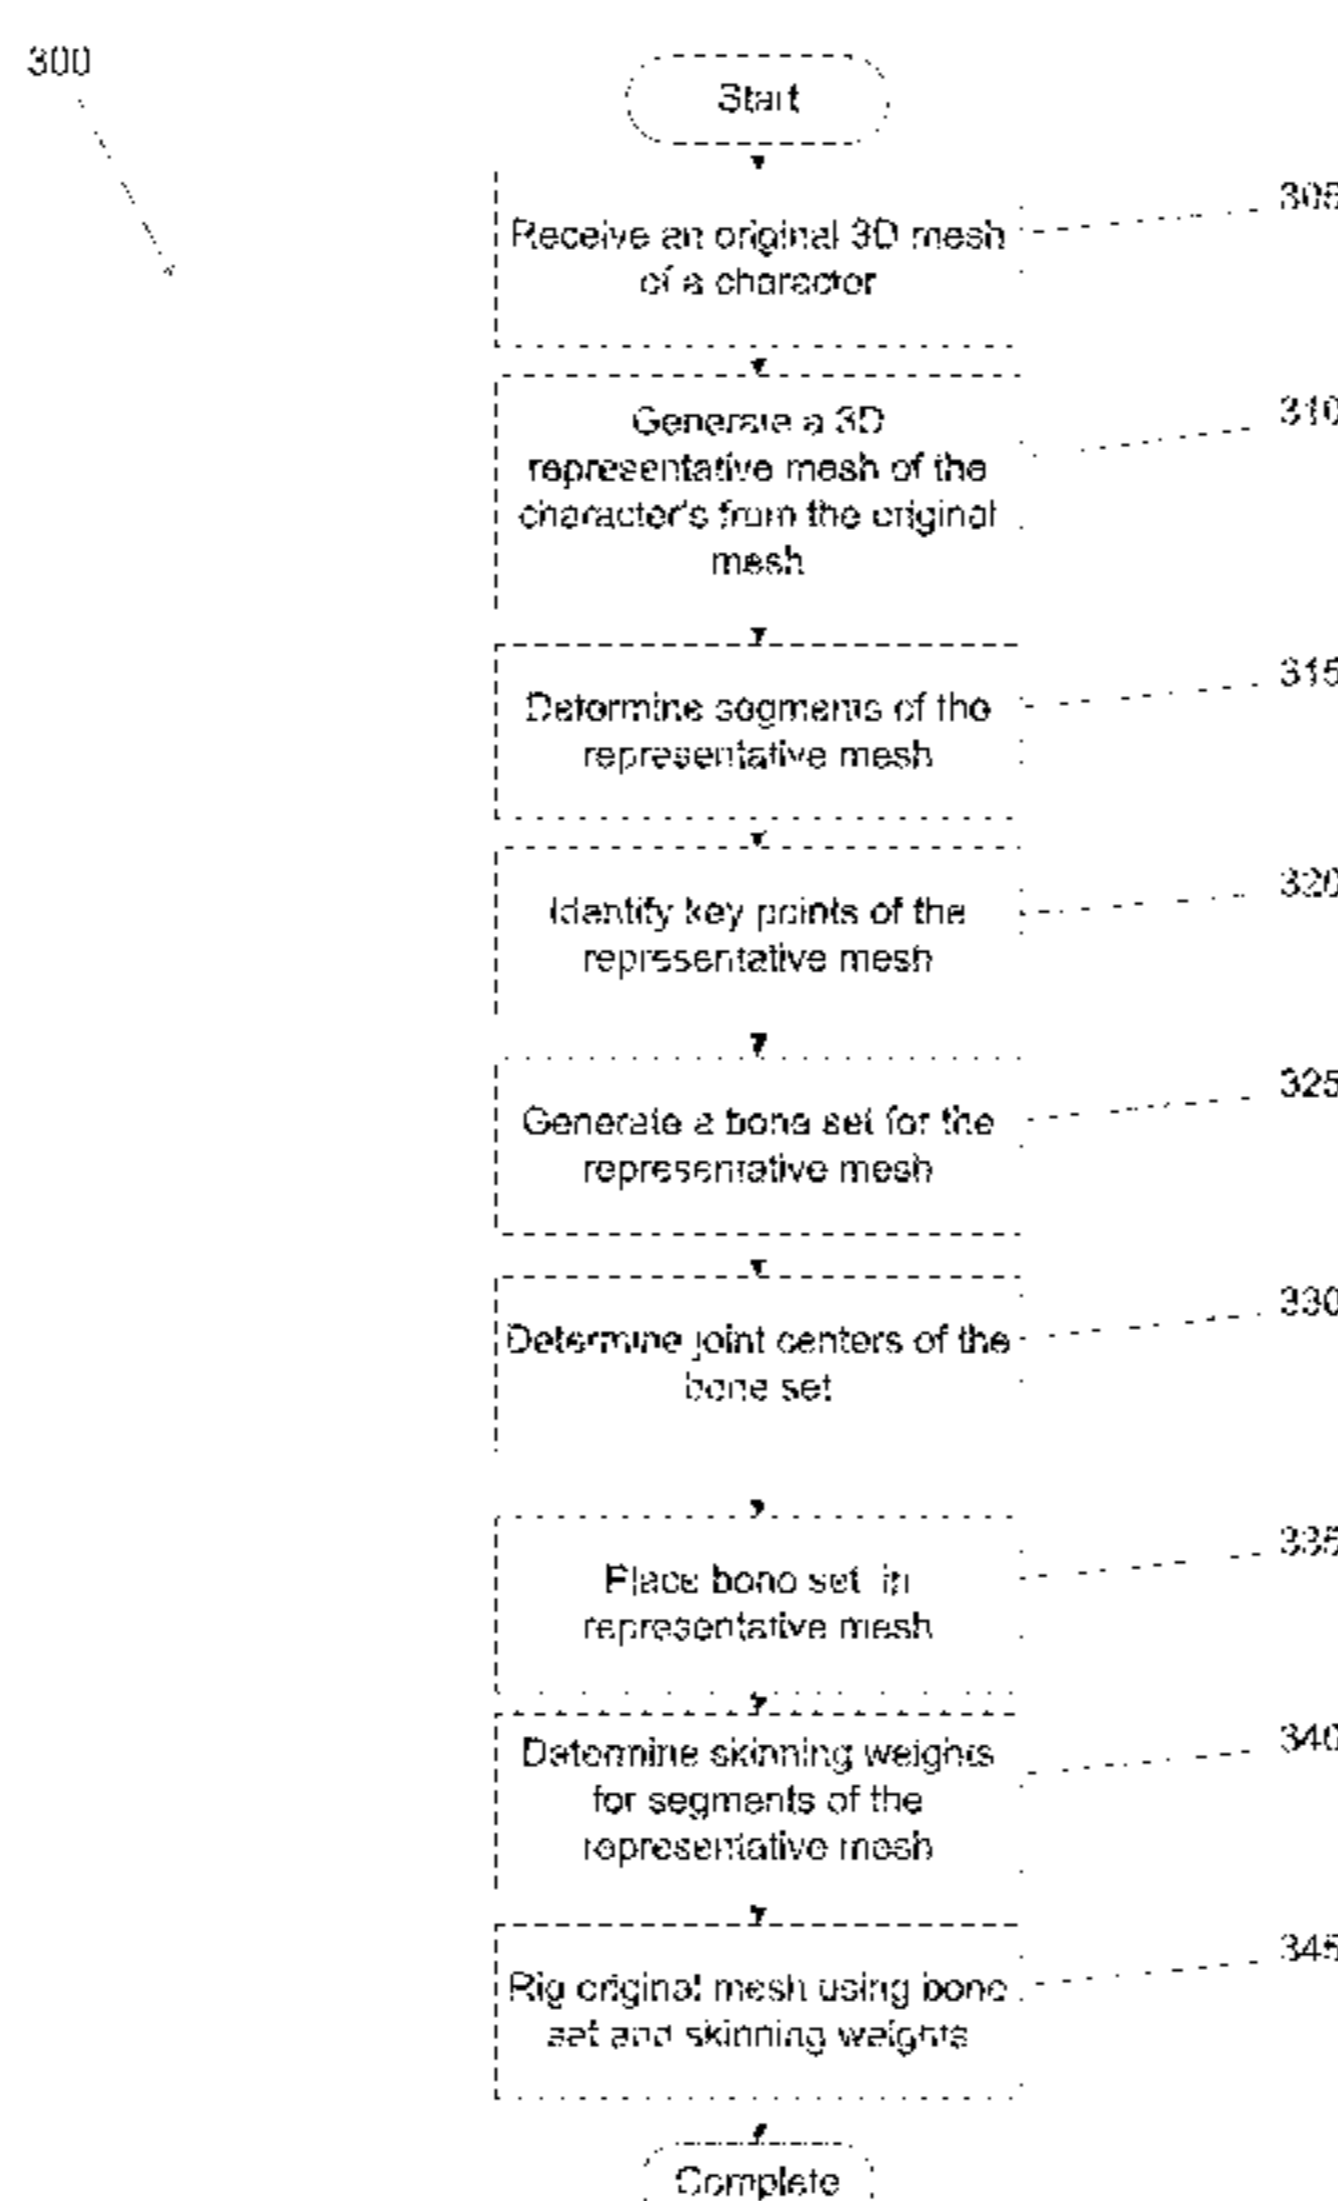 300
Start
Receive an original 3D mesh
of a character
305
Generate a 3D
representative mesh of the
character's from the original
mesh
310
Determine segments of the
representative mesh
315
Identify key points of the
representative mesh
320
Generate a bone set for the
representative mesh
325
Determine joint centers of the
bone set
330
Place bone set in
representative mesh
335
Determine skinning weights
for segments of the
representative mesh
340
Rig original mesh using bone
set and skinning weights
345
Complete